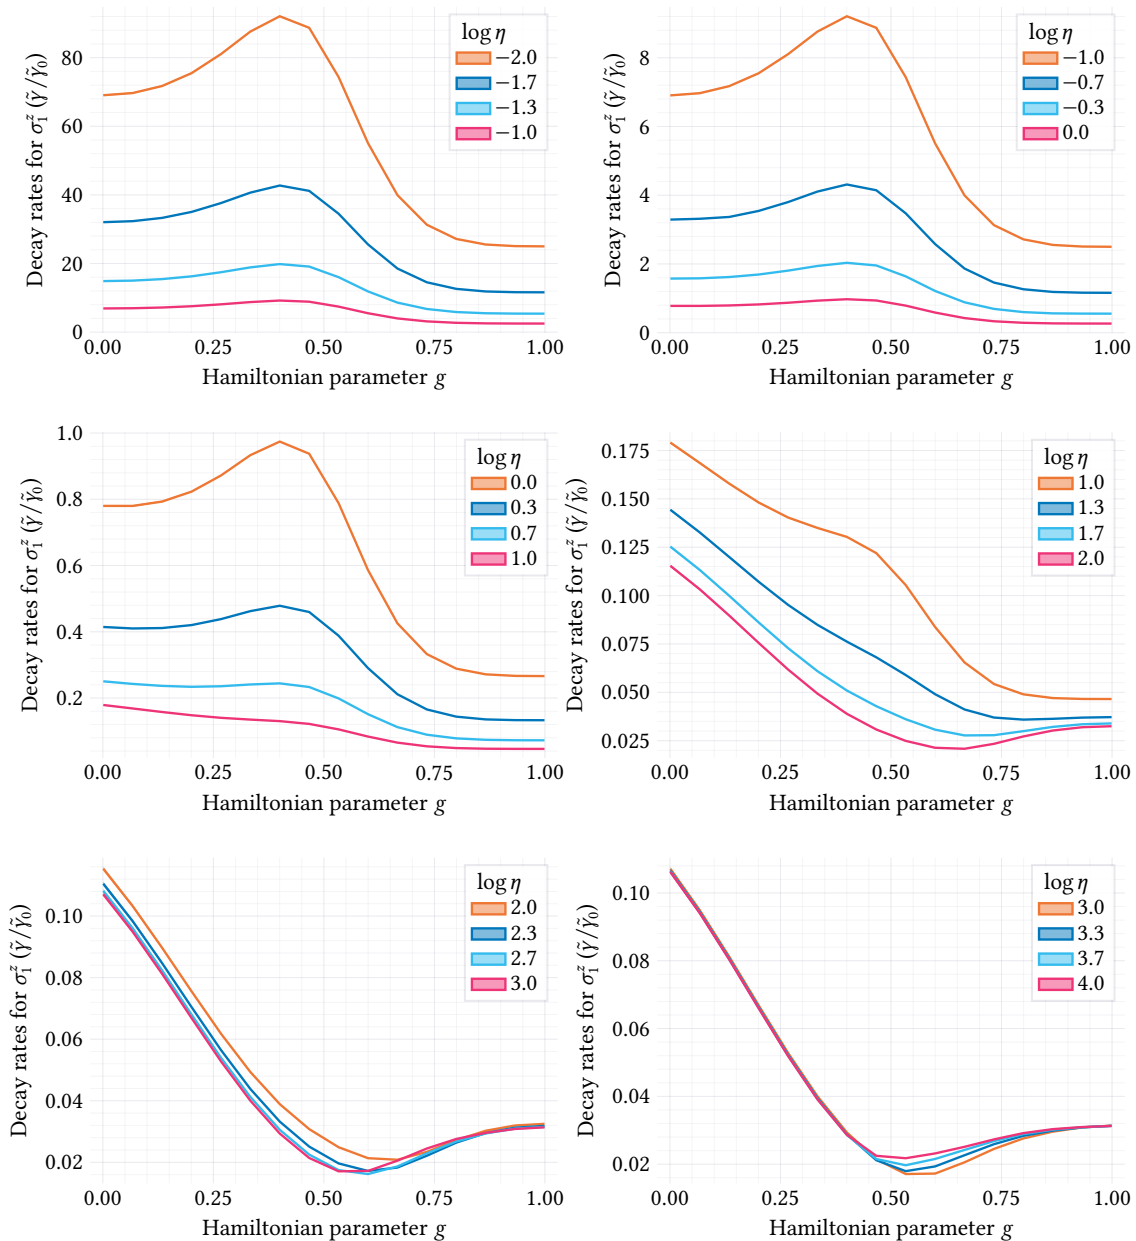 Decay rates for σ₁ᶻ (γ̃/γ̃₀)
80
60
40
20
0
0.00 0.25 0.50 0.75 1.00
Hamiltonian parameter g
log η
−2.0
−1.7
−1.3
−1.0
Decay rates for σ₁ᶻ (γ̃/γ̃₀)
8
6
4
2
0
0.00 0.25 0.50 0.75 1.00
Hamiltonian parameter g
log η
−1.0
−0.7
−0.3
0.0
Decay rates for σ₁ᶻ (γ̃/γ̃₀)
1.0
0.8
0.6
0.4
0.2
0.00 0.25 0.50 0.75 1.00
Hamiltonian parameter g
log η
0.0
0.3
0.7
1.0
Decay rates for σ₁ᶻ (γ̃/γ̃₀)
0.175
0.150
0.125
0.100
0.075
0.050
0.025
0.00 0.25 0.50 0.75 1.00
Hamiltonian parameter g
log η
1.0
1.3
1.7
2.0
Decay rates for σ₁ᶻ (γ̃/γ̃₀)
0.10
0.08
0.06
0.04
0.02
0.00 0.25 0.50 0.75 1.00
Hamiltonian parameter g
log η
2.0
2.3
2.7
3.0
Decay rates for σ₁ᶻ (γ̃/γ̃₀)
0.10
0.08
0.06
0.04
0.02
0.00 0.25 0.50 0.75 1.00
Hamiltonian parameter g
log η
3.0
3.3
3.7
4.0